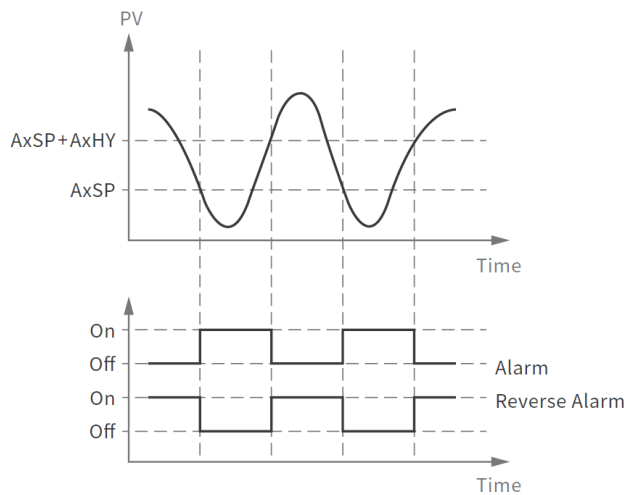 PV
AxSP+AxHY
AxSP
Time
On
Off
Alarm
On
Reverse Alarm
Off
Time